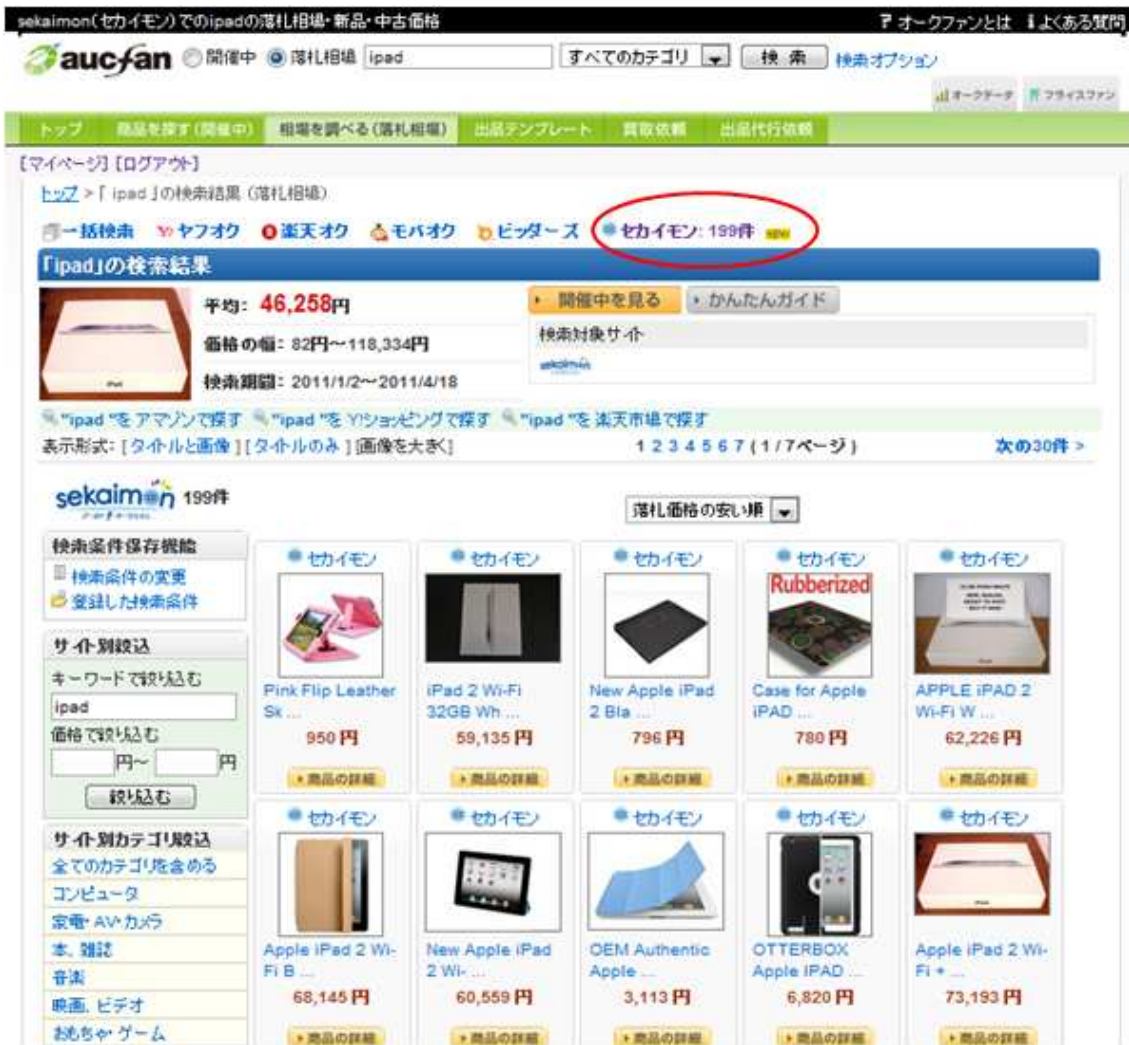 sekaimon(セカイモン)でのipadの落札相場・新品・中古価格
? オークファンとは
i よくある質問
aucfan
開催中
落札相場
ipad
すべてのカテゴリ
検 索
検索オプション
オークデータ
プライスファン
トップ
商品を探す(開催中)
相場を調べる(落札相場)
出品テンプレート
買取依頼
出品代行依頼
[マイページ] [ログアウト]
トップ > 「 ipad 」の検索結果 (落札相場)
一括検索
ヤフオク
楽天オク
モバオク
ビッダーズ
セカイモン: 199件
NEW
「ipad」の検索結果
平均: 46,258円
価格の幅: 82円～118,334円
検索期間: 2011/1/2～2011/4/18
開催中を見る
かんたんガイド
検索対象サイト
sekaimon
"ipad "を アマゾンで探す
"ipad "を Y!ショッピングで探す
"ipad "を 楽天市場で探す
表示形式: [タイトルと画像] [タイトルのみ] [画像を大きく]
1 2 3 4 5 6 7 ( 1 / 7ページ )
次の30件 >
sekaimon 199件
落札価格の安い順
検索条件保存機能
検索条件の変更
登録した検索条件
サイト別絞込
キーワードで絞り込む
ipad
価格で絞り込む
円～ 円
絞り込む
サイト別カテゴリ絞込
全てのカテゴリを含める
コンピュータ
家電・AV・カメラ
本、雑誌
音楽
映画、ビデオ
おもちゃ・ゲーム
セカイモン
Pink Flip Leather
Sk ...
950 円
商品の詳細
セカイモン
iPad 2 Wi-Fi
32GB Wh ...
59,135 円
商品の詳細
セカイモン
New Apple iPad
2 Bla ...
796 円
商品の詳細
セカイモン
Rubberized
Case for Apple
iPAD ...
780 円
商品の詳細
セカイモン
APPLE iPAD 2
Wi-Fi W ...
62,226 円
商品の詳細
セカイモン
Apple iPad 2 Wi-
Fi B ...
68,145 円
商品の詳細
セカイモン
New Apple iPad
2 Wi- ...
60,559 円
商品の詳細
セカイモン
OEM Authentic
Apple ...
3,113 円
商品の詳細
セカイモン
OTTERBOX
Apple IPAD ...
6,820 円
商品の詳細
セカイモン
Apple iPad 2 Wi-
Fi + ...
73,193 円
商品の詳細